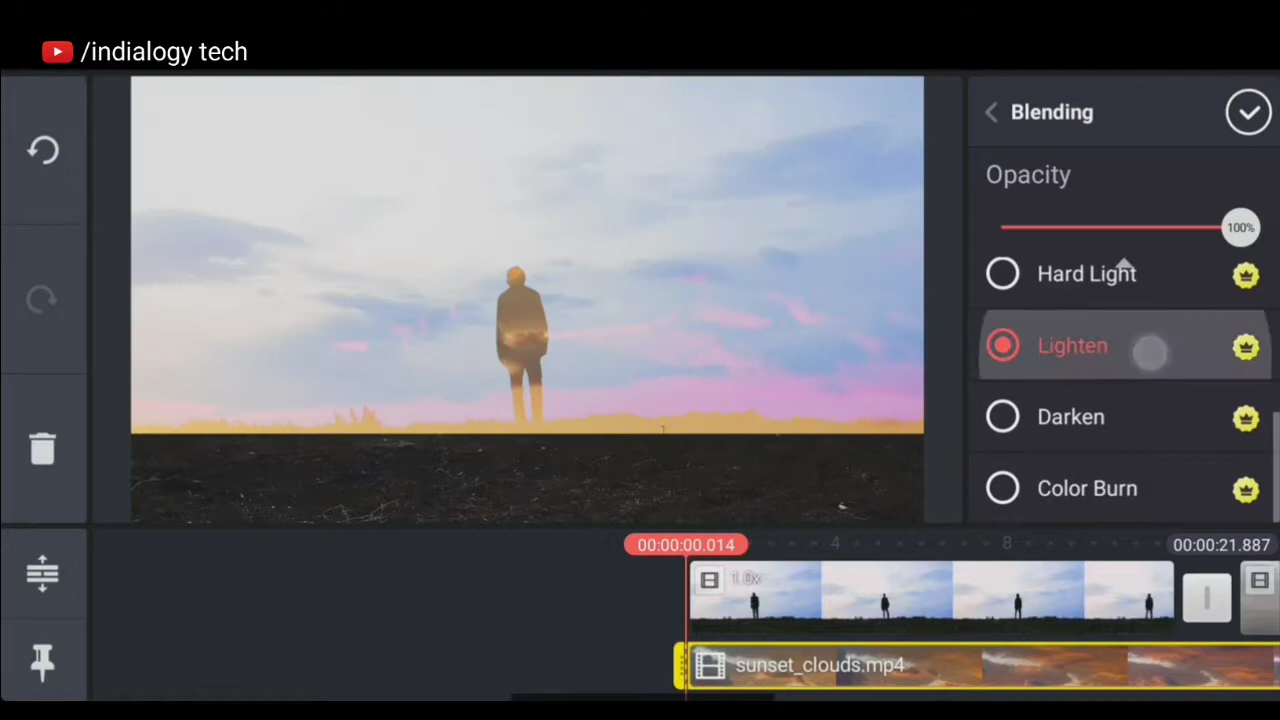 /indialogy tech
Blending
Opacity
100%
Hard Light
Lighten
Darken
Color Burn
00:00:00.014
4
8
00:00:21.887
1.0x
sunset_clouds.mp4